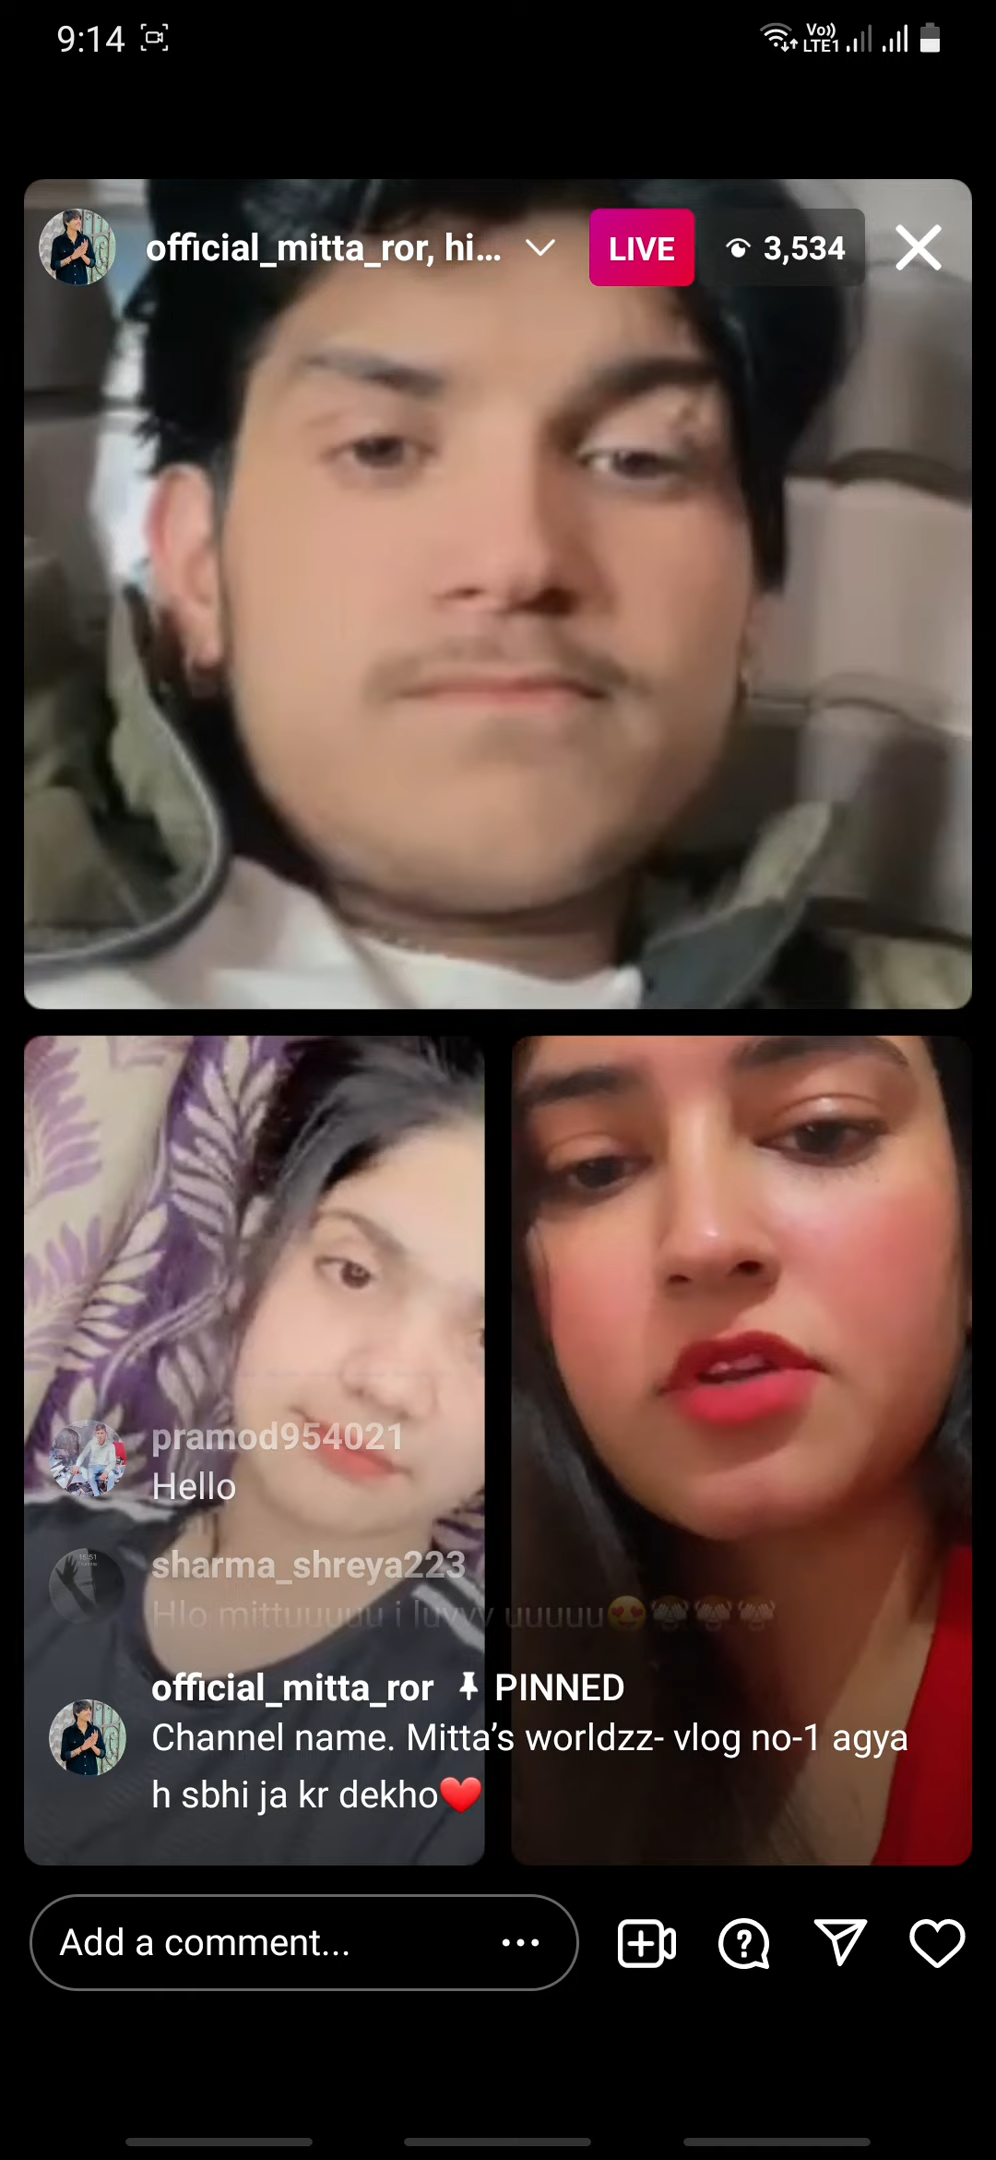 9:14
Vo))
LTE1
official_mitta_ror, hi...
LIVE
3,534
pramod954021
Hello
sharma_shreya223
Hlo mittuuuuu i luvvy uuuuu😍🐭🐭🐭
official_mitta_ror PINNED
Channel name. Mitta's worldzz- vlog no-1 agya
h sbhi ja kr dekho❤️
Add a comment...